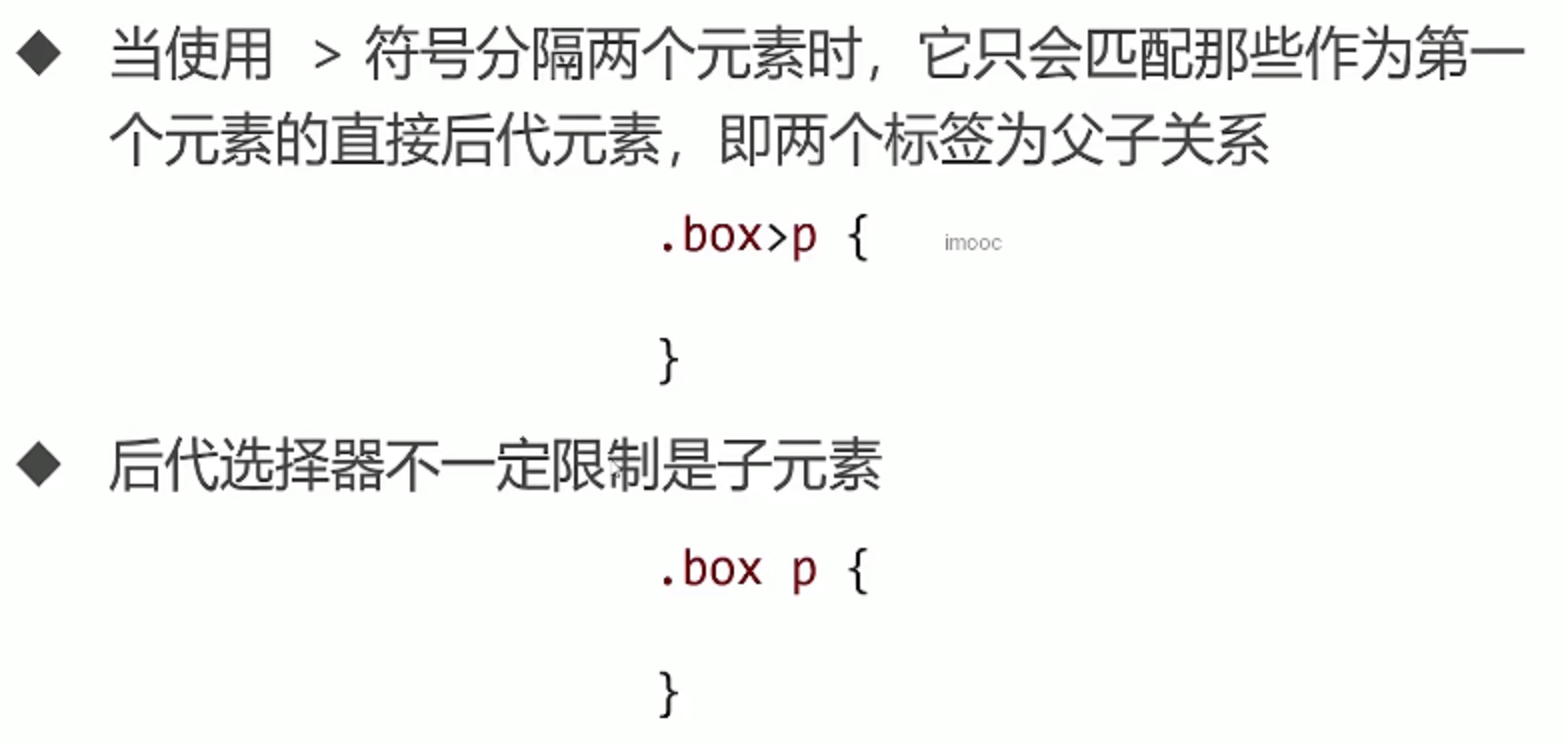 ◆ 当使用 > 符号分隔两个元素时，它只会匹配那些作为第一
个元素的直接后代元素，即两个标签为父子关系
.box>p {
imooc
}
◆ 后代选择器不一定限制是子元素
.box p {
}